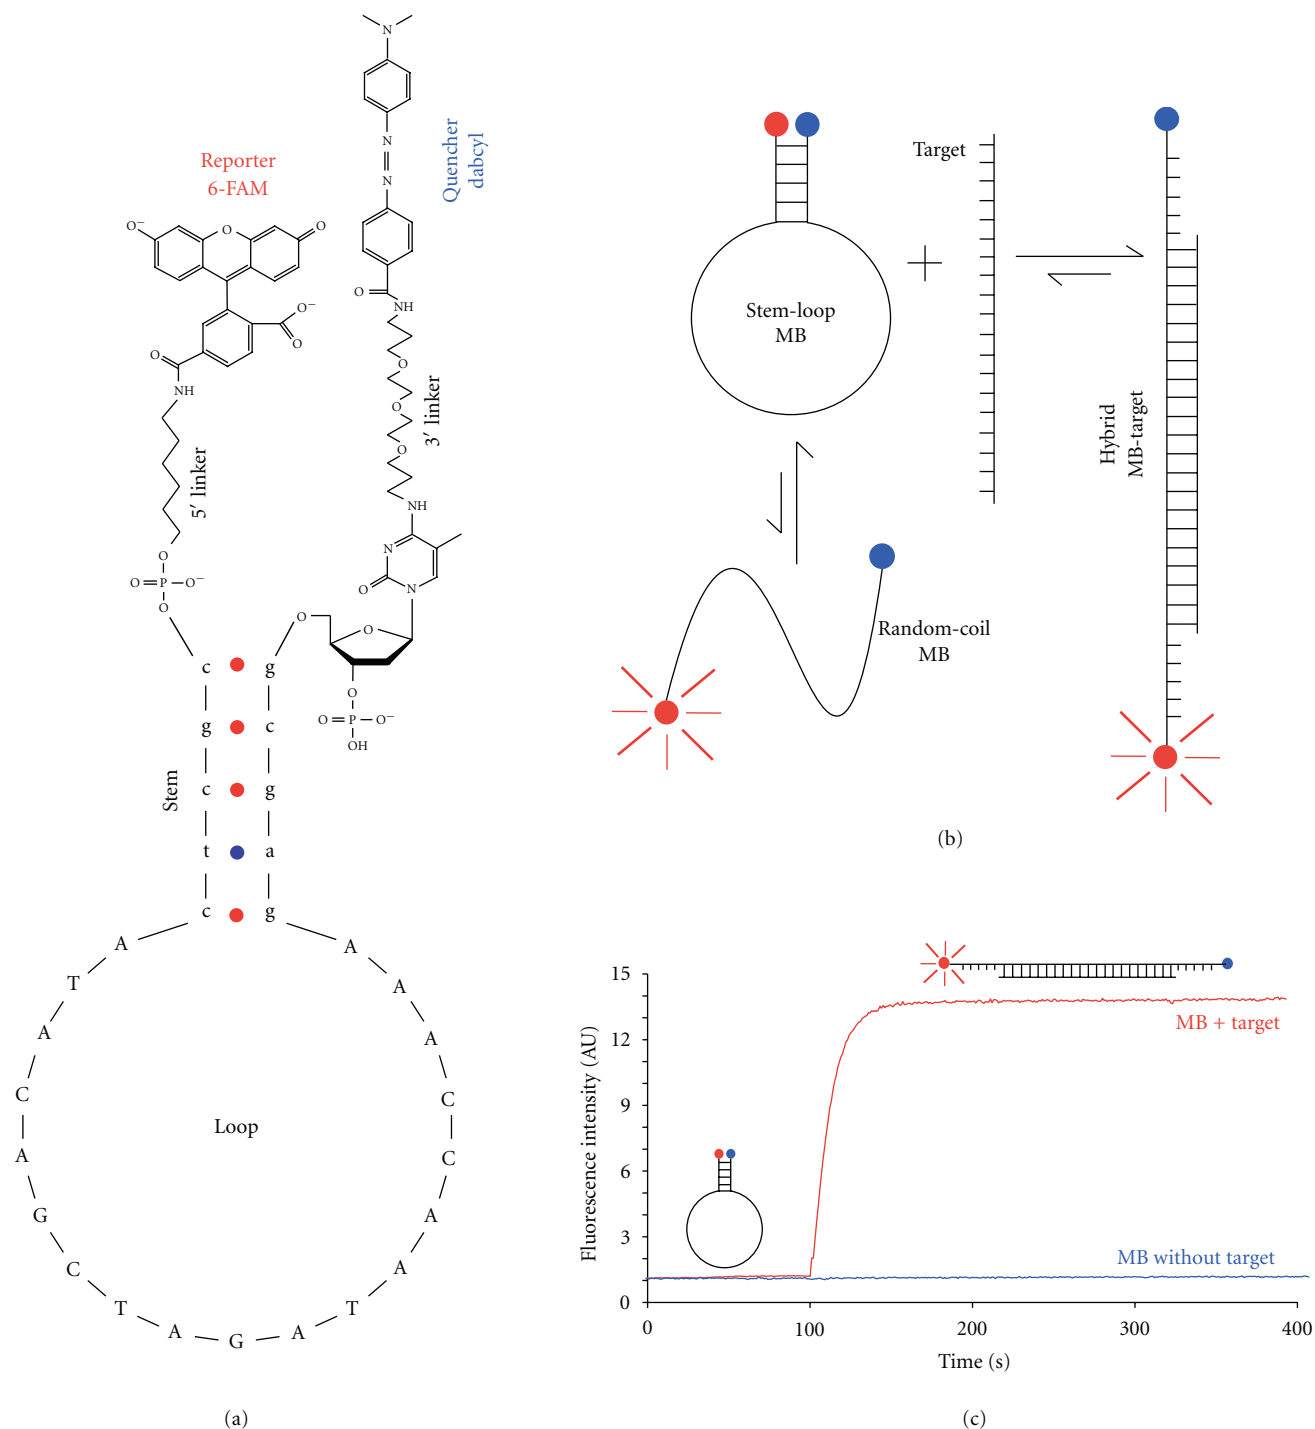 Reporter
6-FAM
Quencher
dabcyl
N
N
N
O⁻
O
O
O⁻
O
O
NH
O
NH
O
O
O
NH
5′ linker
3′ linker
N
O
N
O
O=P–O⁻
O
O
O
O
O=P–O⁻
OH
Stem
c g
g c
c g
t a
c g
A
T
A
C
A
G
C
T
A
G
A
T
A
A
C
C
A
A
A
Loop
(a)
Target
+
Stem-loop
MB
Hybrid
MB-target
Random-coil
MB
(b)
15
12
9
6
3
0
0
100
200
300
400
Fluorescence intensity (AU)
Time (s)
MB + target
MB without target
(c)